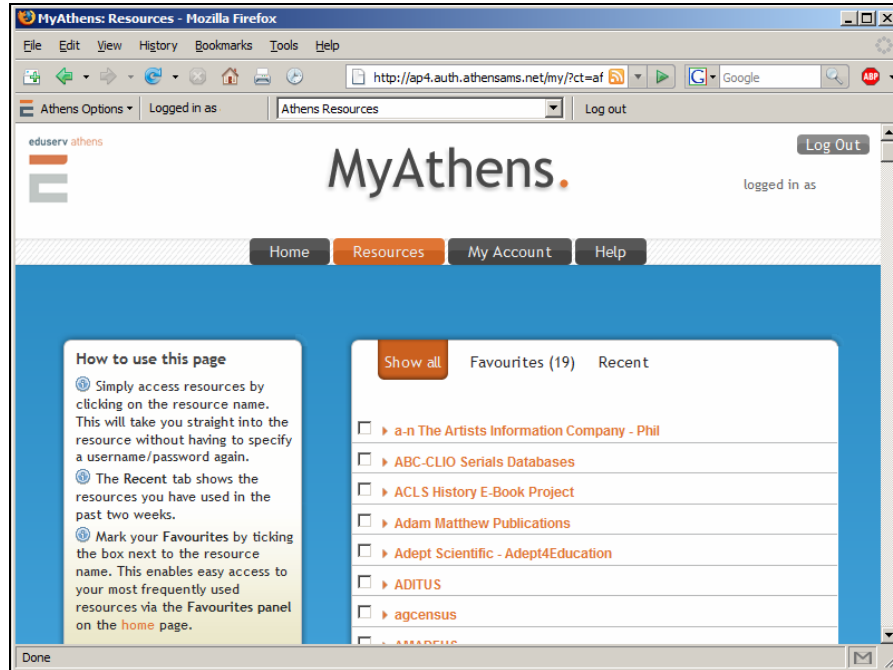 MyAthens: Resources - Mozilla Firefox
File Edit View History Bookmarks Tools Help
http://ap4.auth.athensams.net/my/?ct=af
G Google
ABP
Athens Options Logged in as Athens Resources Log out
eduserv athens
MyAthens.
Log Out
logged in as
Home Resources My Account Help
How to use this page
Simply access resources by
clicking on the resource name.
This will take you straight into the
resource without having to specify
a username/password again.
The Recent tab shows the
resources you have used in the
past two weeks.
Mark your Favourites by ticking
the box next to the resource
name. This enables easy access to
your most frequently used
resources via the Favourites panel
on the home page.
Show all Favourites (19) Recent
a-n The Artists Information Company - Phil
ABC-CLIO Serials Databases
ACLS History E-Book Project
Adam Matthew Publications
Adept Scientific - Adept4Education
ADITUS
agcensus
Done